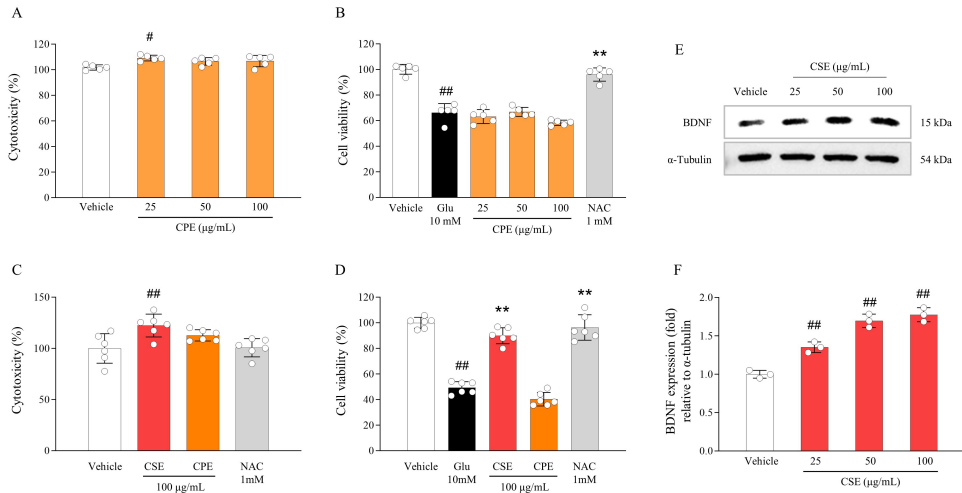 A
Cytotoxicity (%)
120
100
80
60
40
20
0
#
Vehicle 25 50 100
CPE (μg/mL)
B
Cell viability (%)
120
100
80
60
40
20
0
##
**
Vehicle Glu 25 50 100 NAC
10 mM 1 mM
CPE (μg/mL)
E
CSE (μg/mL)
Vehicle 25 50 100
BDNF 15 kDa
α-Tubulin 54 kDa
C
Cytotoxicity (%)
150
100
50
0
##
Vehicle CSE CPE NAC
100 μg/mL 1mM
D
Cell viability (%)
120
100
80
60
40
20
0
##
**
**
Vehicle Glu CSE CPE NAC
10mM 100 μg/mL 1mM
F
BDNF expression (fold)
relative to α-tubulin
2.0
1.5
1.0
0.5
0.0
##
##
##
Vehicle 25 50 100
CSE (μg/mL)